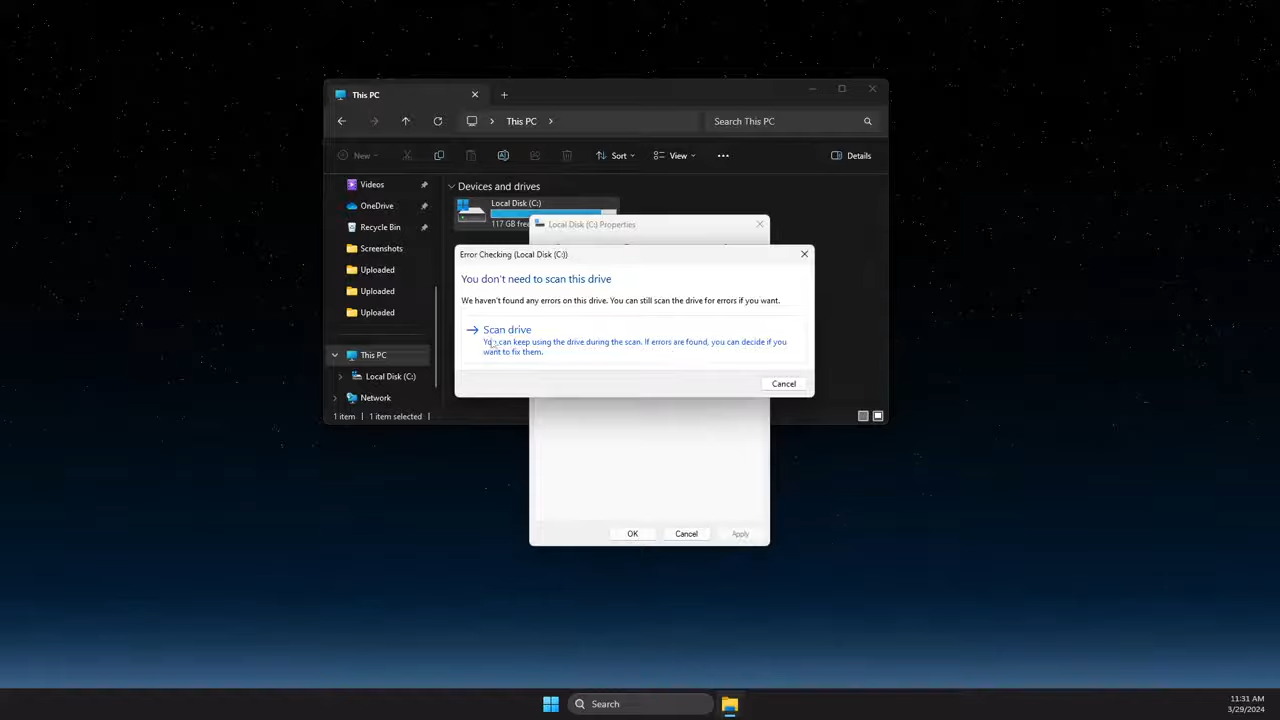 This PC
This PC
Search This PC
New
Sort
View
Details
Videos
OneDrive
Recycle Bin
Screenshots
Uploaded
Uploaded
Uploaded
This PC
Local Disk (C:)
Network
1 item
1 item selected
Devices and drives
Local Disk (C:)
117 GB free
Local Disk (C:) Properties
Error Checking (Local Disk (C:))
You don't need to scan this drive
We haven't found any errors on this drive. You can still scan the drive for errors if you want.
Scan drive
You can keep using the drive during the scan. If errors are found, you can decide if you
want to fix them.
Cancel
OK
Cancel
Apply
Search
11:31 AM
3/29/2024